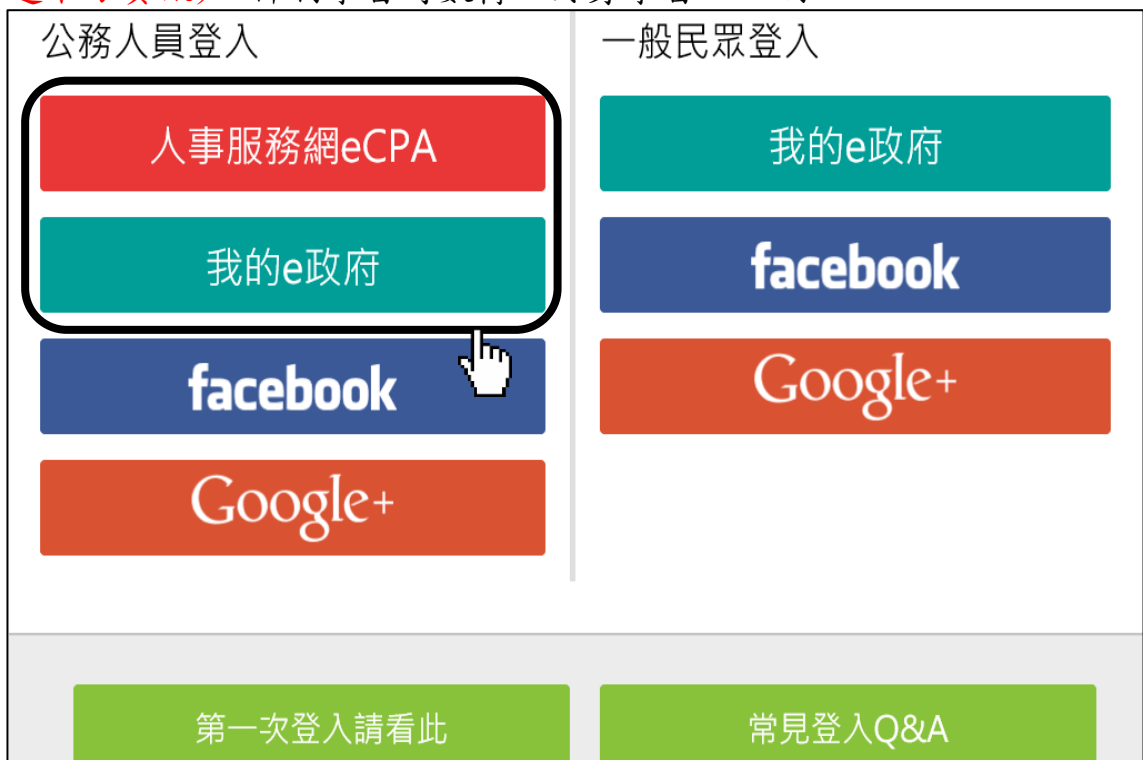 公務人員登入
人事服務網eCPA
我的e政府
facebook
Google+
一般民眾登入
我的e政府
facebook
Google+
第一次登入請看此
常見登入Q&A